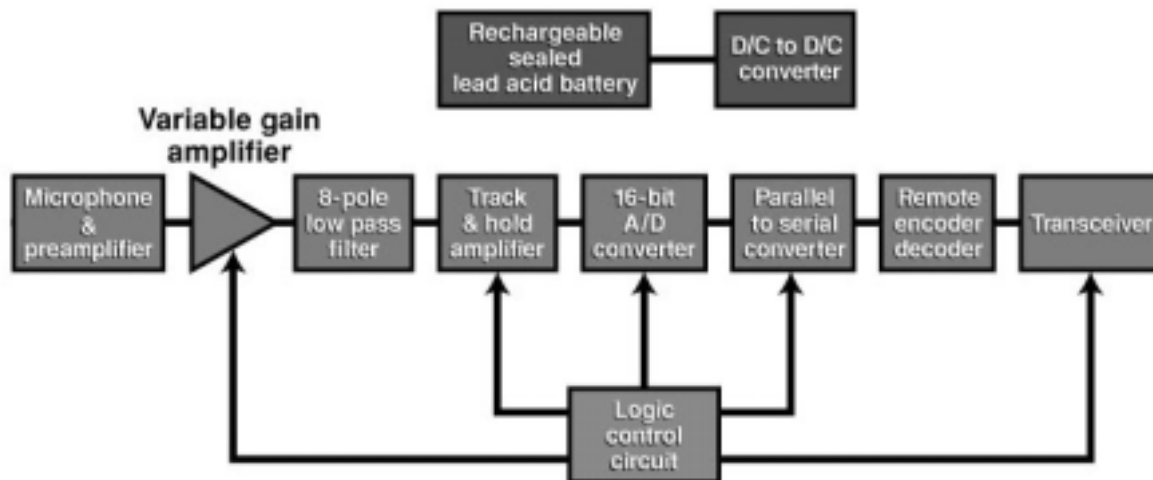 Rechargeable
sealed
lead acid battery
D/C to D/C
converter
Variable gain
amplifier
Microphone
&
preamplifier
8-pole
low pass
filter
Track
& hold
amplifier
16-bit
A/D
converter
Parallel
to serial
converter
Remote
encoder
decoder
Transceiver
Logic
control
circuit